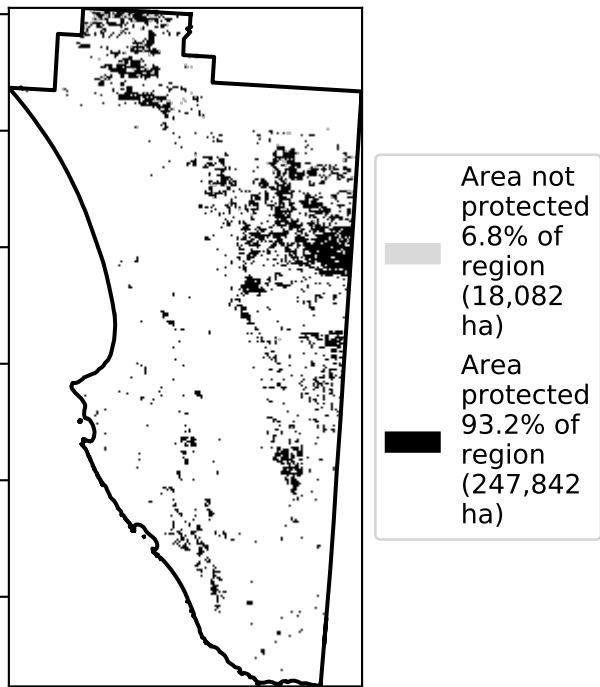 Area not
protected
6.8% of
region
(18,082
ha)
Area
protected
93.2% of
region
(247,842
ha)